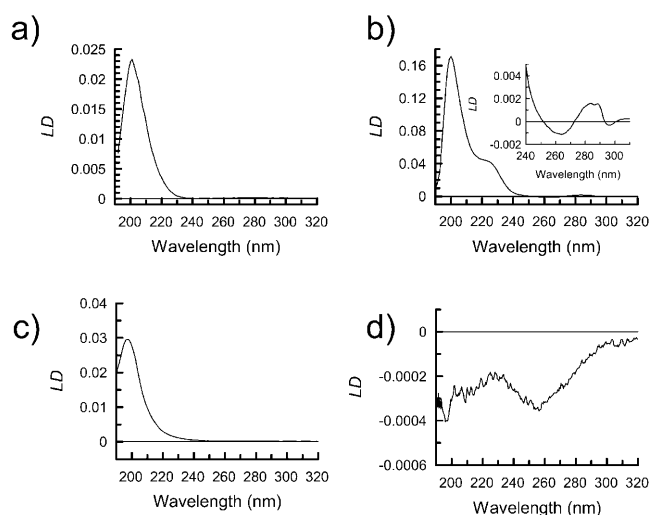 a)
0.025
0.02
0.015
0.01
0.005
0
LD
200 220 240 260 280 300 320
Wavelength (nm)
b)
0.16
0.12
0.08
0.04
0
LD
200 220 240 260 280 300 320
Wavelength (nm)
0.004
0.002
0
-0.002
LD
240 260 280 300
Wavelength (nm)
c)
0.04
0.03
0.02
0.01
0
LD
200 220 240 260 280 300 320
Wavelength (nm)
d)
0
-0.0002
-0.0004
-0.0006
LD
200 220 240 260 280 300 320
Wavelength (nm)